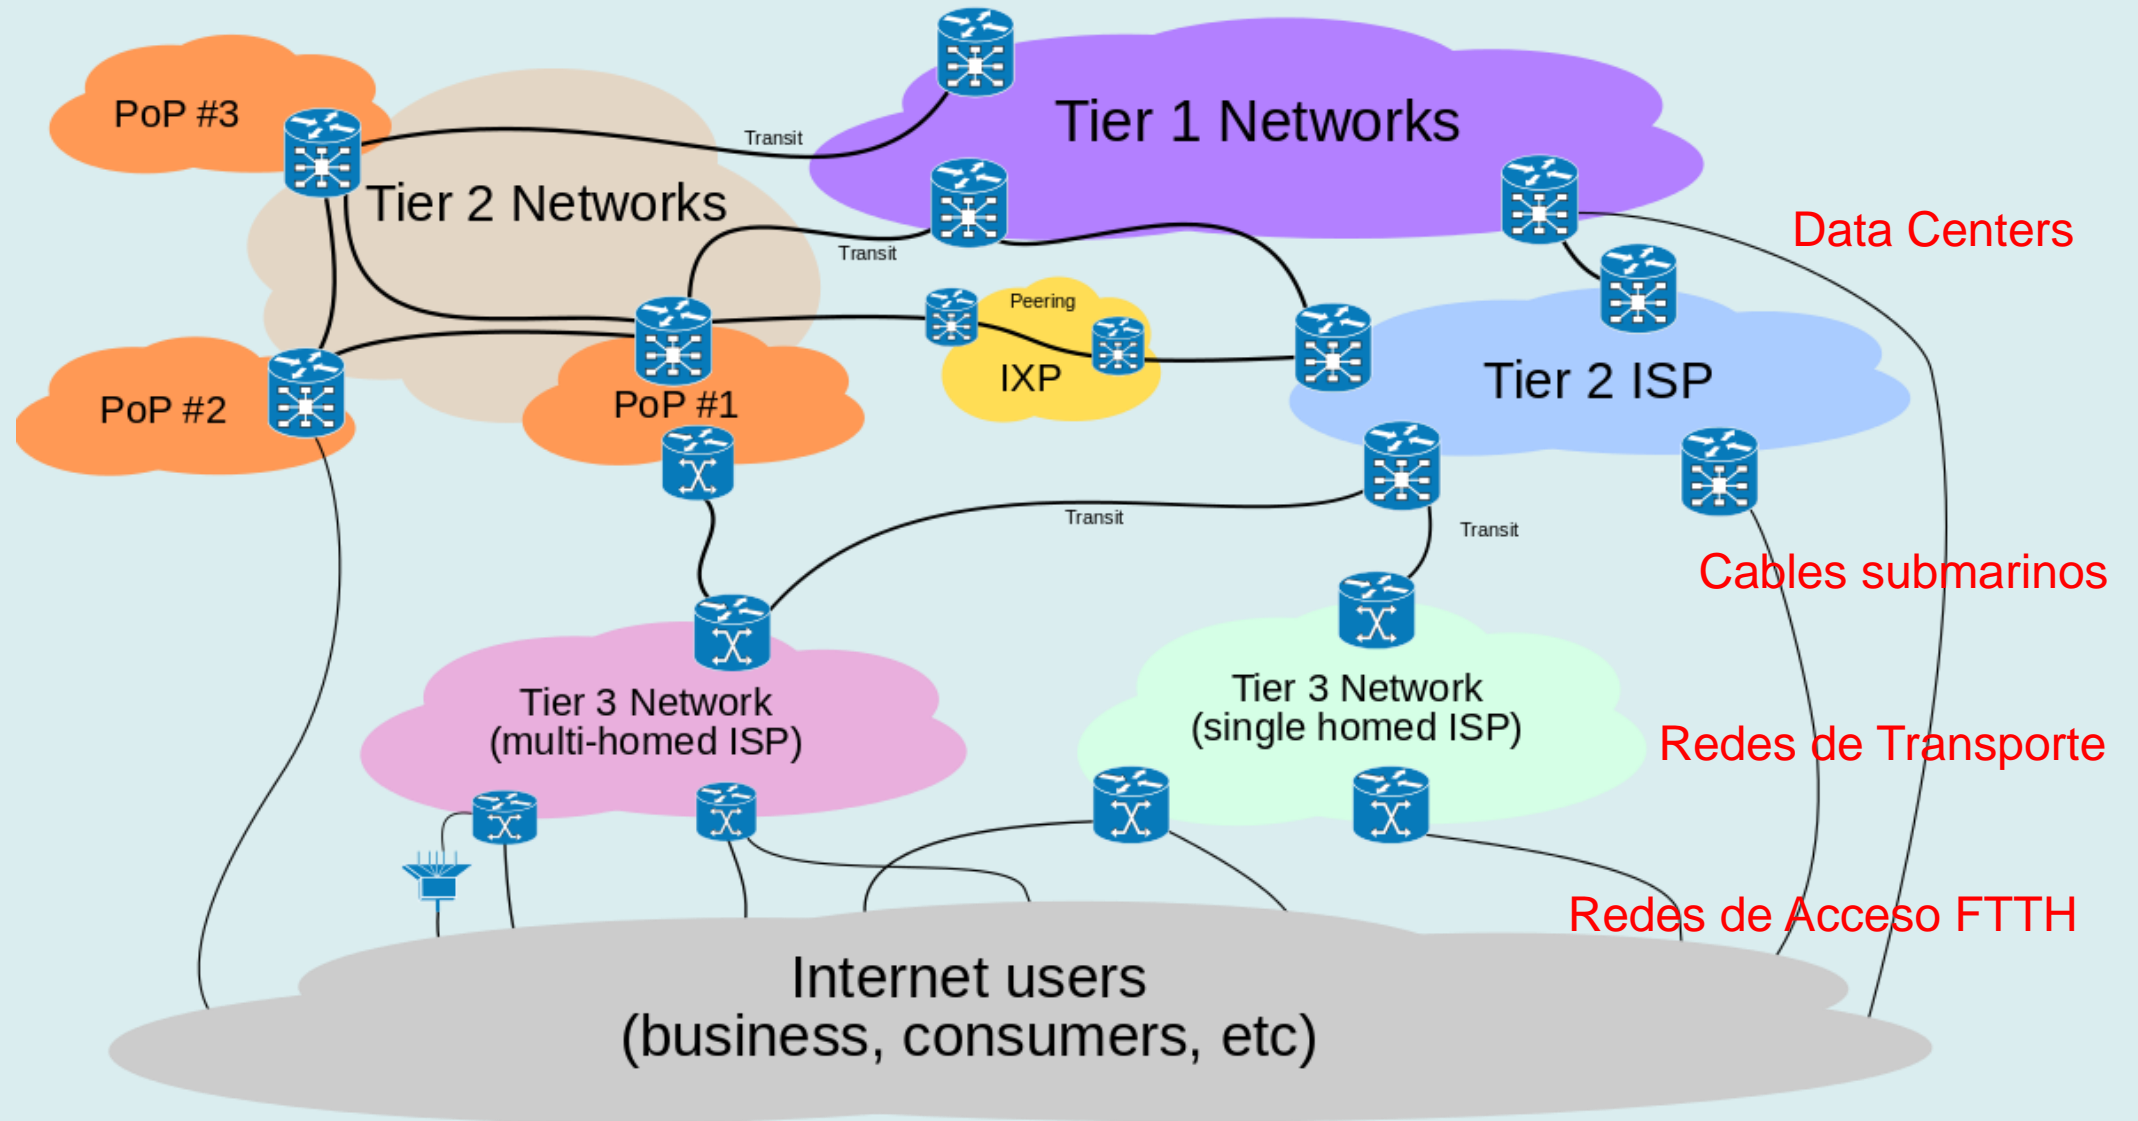 PoP #3
Tier 1 Networks
Transit
Tier 2 Networks
Data Centers
Transit
Peering
IXP
Tier 2 ISP
PoP #2
PoP #1
Transit
Transit
Cables submarinos
Tier 3 Network
(multi-homed ISP)
Tier 3 Network
(single homed ISP)
Redes de Transporte
Redes de Acceso FTTH
Internet users
(business, consumers, etc)